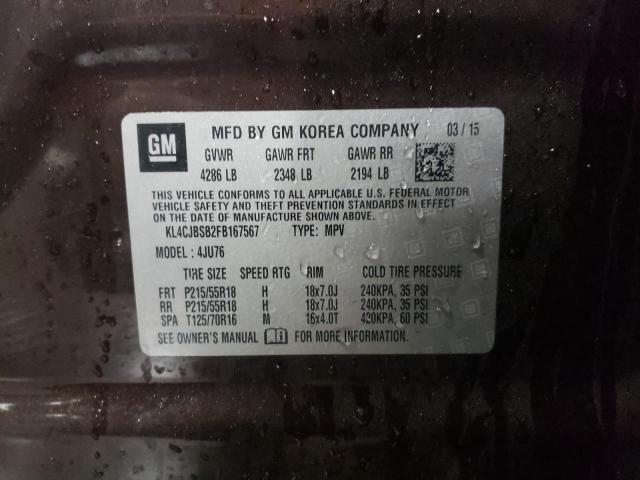 GM MFD BY GM KOREA COMPANY 03 / 15
GVWR GAWR FRT GAWR RR
4286 LB 2348 LB 2194 LB
THIS VEHICLE CONFORMS TO ALL APPLICABLE U.S. FEDERAL MOTOR
VEHICLE SAFETY AND THEFT PREVENTION STANDARDS IN EFFECT
ON THE DATE OF MANUFACTURE SHOWN ABOVE.
KL4CJBSB2FB167567 TYPE: MPV
MODEL : 4JU76
TIRE SIZE SPEED RTG RIM COLD TIRE PRESSURE
FRT P215/55R18 H 18x7.0J 240KPA, 35 PSI
RR P215/55R18 H 18x7.0J 240KPA, 35 PSI
SPA T125/70R16 M 16x4.0T 420KPA, 60 PSI
SEE OWNER'S MANUAL FOR MORE INFORMATION.